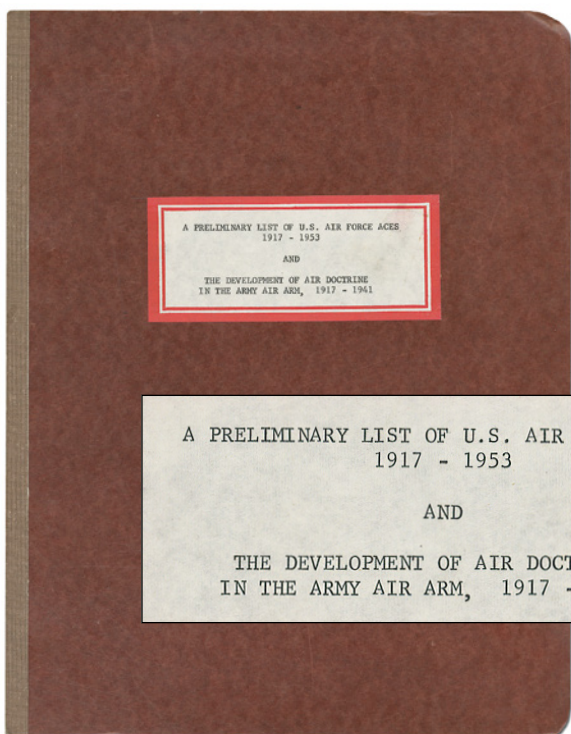 A PRELIMINARY LIST OF U.S. AIR FORCE ACES
1917 - 1953
AND
THE DEVELOPMENT OF AIR DOCTRINE
IN THE ARMY AIR ARM, 1917 - 1941
A PRELIMINARY LIST OF U.S. AIR
1917 - 1953
AND
THE DEVELOPMENT OF AIR DOCT
IN THE ARMY AIR ARM, 1917 -